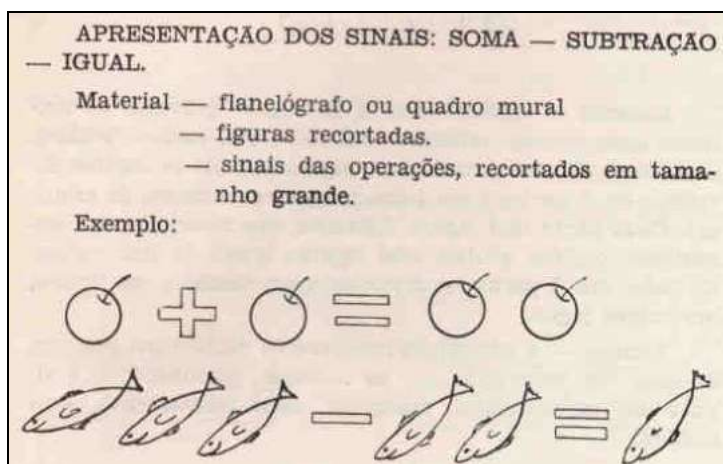 APRESENTAÇÃO DOS SINAIS: SOMA — SUBTRAÇÃO
— IGUAL.
Material — flanelógrafo ou quadro mural
— figuras recortadas.
— sinais das operações, recortados em tama-
nho grande.
Exemplo:
+ =
— =